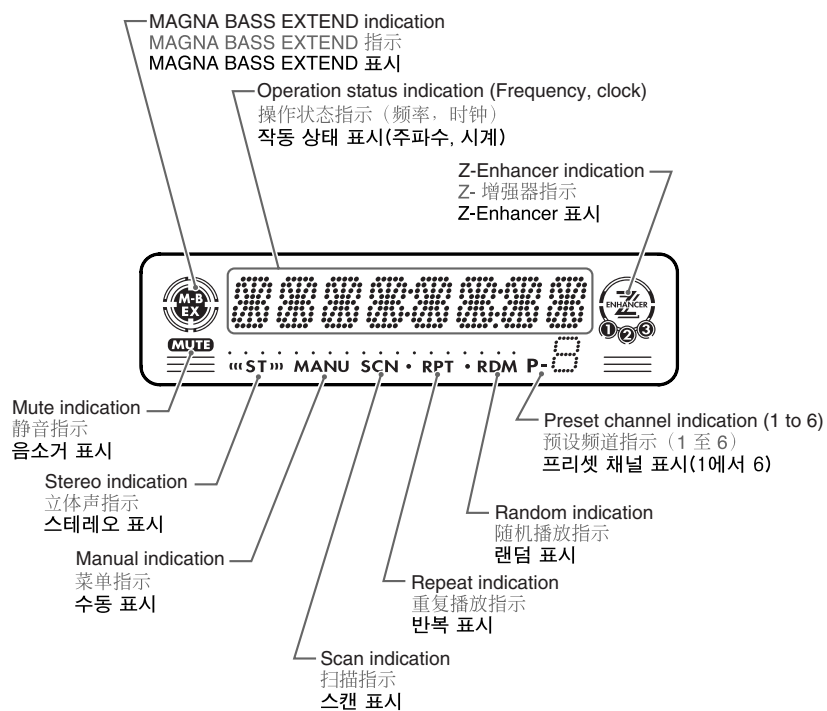 MAGNA BASS EXTEND indication
MAGNA BASS EXTEND 指示
MAGNA BASS EXTEND 표시
Operation status indication (Frequency, clock)
操作状态指示（频率，时钟）
작동 상태 표시(주파수, 시계)
Z-Enhancer indication
Z- 增强器指示
Z-Enhancer 표시
M-B
EX
ENHANCER
1 2 3
MUTE
ST MANU SCN • RPT • RDM P-8
Mute indication
静音指示
음소거 표시
Stereo indication
立体声指示
스테레오 표시
Manual indication
菜单指示
수동 표시
Scan indication
扫描指示
스캔 표시
Repeat indication
重复播放指示
반복 표시
Random indication
随机播放指示
랜덤 표시
Preset channel indication (1 to 6)
预设频道指示（1 至 6）
프리셋 채널 표시(1에서 6)